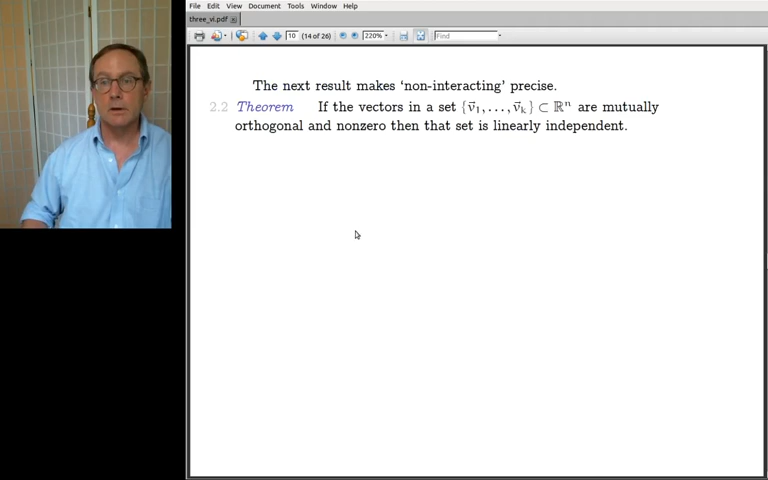 File Edit View Document Tools Window Help
three_vi.pdf
10 (14 of 26) 220% Find
The next result makes ‘non-interacting’ precise.
2.2 Theorem If the vectors in a set {v⃗₁, . . . , v⃗ₖ} ⊂ ℝⁿ are mutually
orthogonal and nonzero then that set is linearly independent.